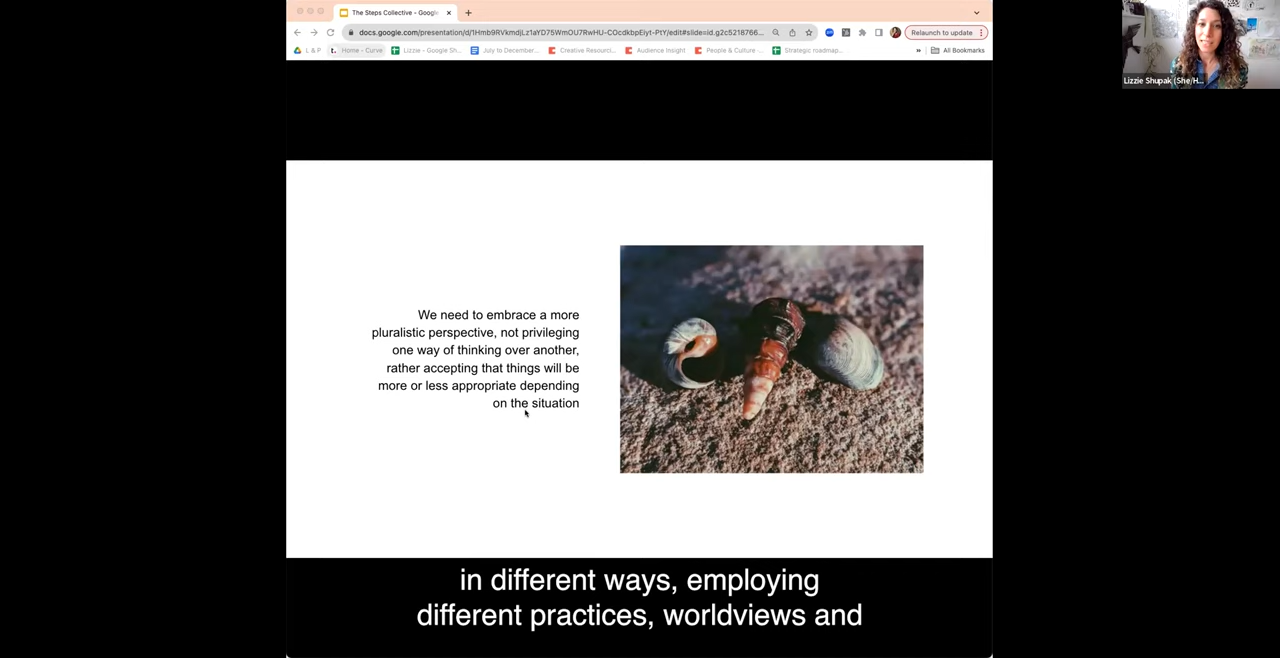 The Steps Collective - Google
docs.google.com/presentation/d/1Hmb9RVkmdjLz1aYD75WmOU7RwHU-COcdkbpEiyt-PtY/edit#slide=id.g2c5218766...
Relaunch to update
L & P
Home - Curve
Lizzie - Google Sh...
July to December...
Creative Resourci...
Audience Insight
People & Culture -...
Strategic roadmap...
»
All Bookmarks
Lizzie Shupak (She/H...
We need to embrace a more
pluralistic perspective, not privileging
one way of thinking over another,
rather accepting that things will be
more or less appropriate depending
on the situation
in different ways, employing
different practices, worldviews and